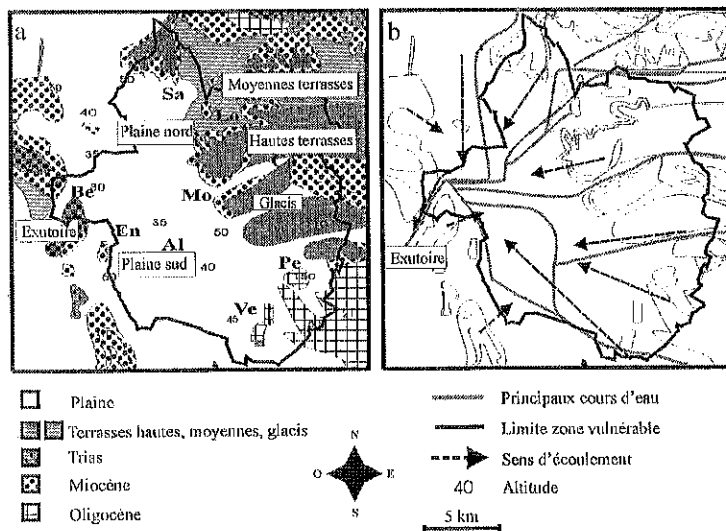 a
b
Sa
Moyennes terrasses
Plaine nord
Lo
Hautes terrasses
40
35
Be
30
Mo
Glacis
Exutoire
En
35
50
Al
Plaine sud
40
Pe
50
Ve
45
Exutoire
Plaine
Terrasses hautes, moyennes, glacis
Trias
Miocène
Oligocène
N
O
E
S
Principaux cours d'eau
Limite zone vulnérable
Sens d'écoulement
40 Altitude
5 km